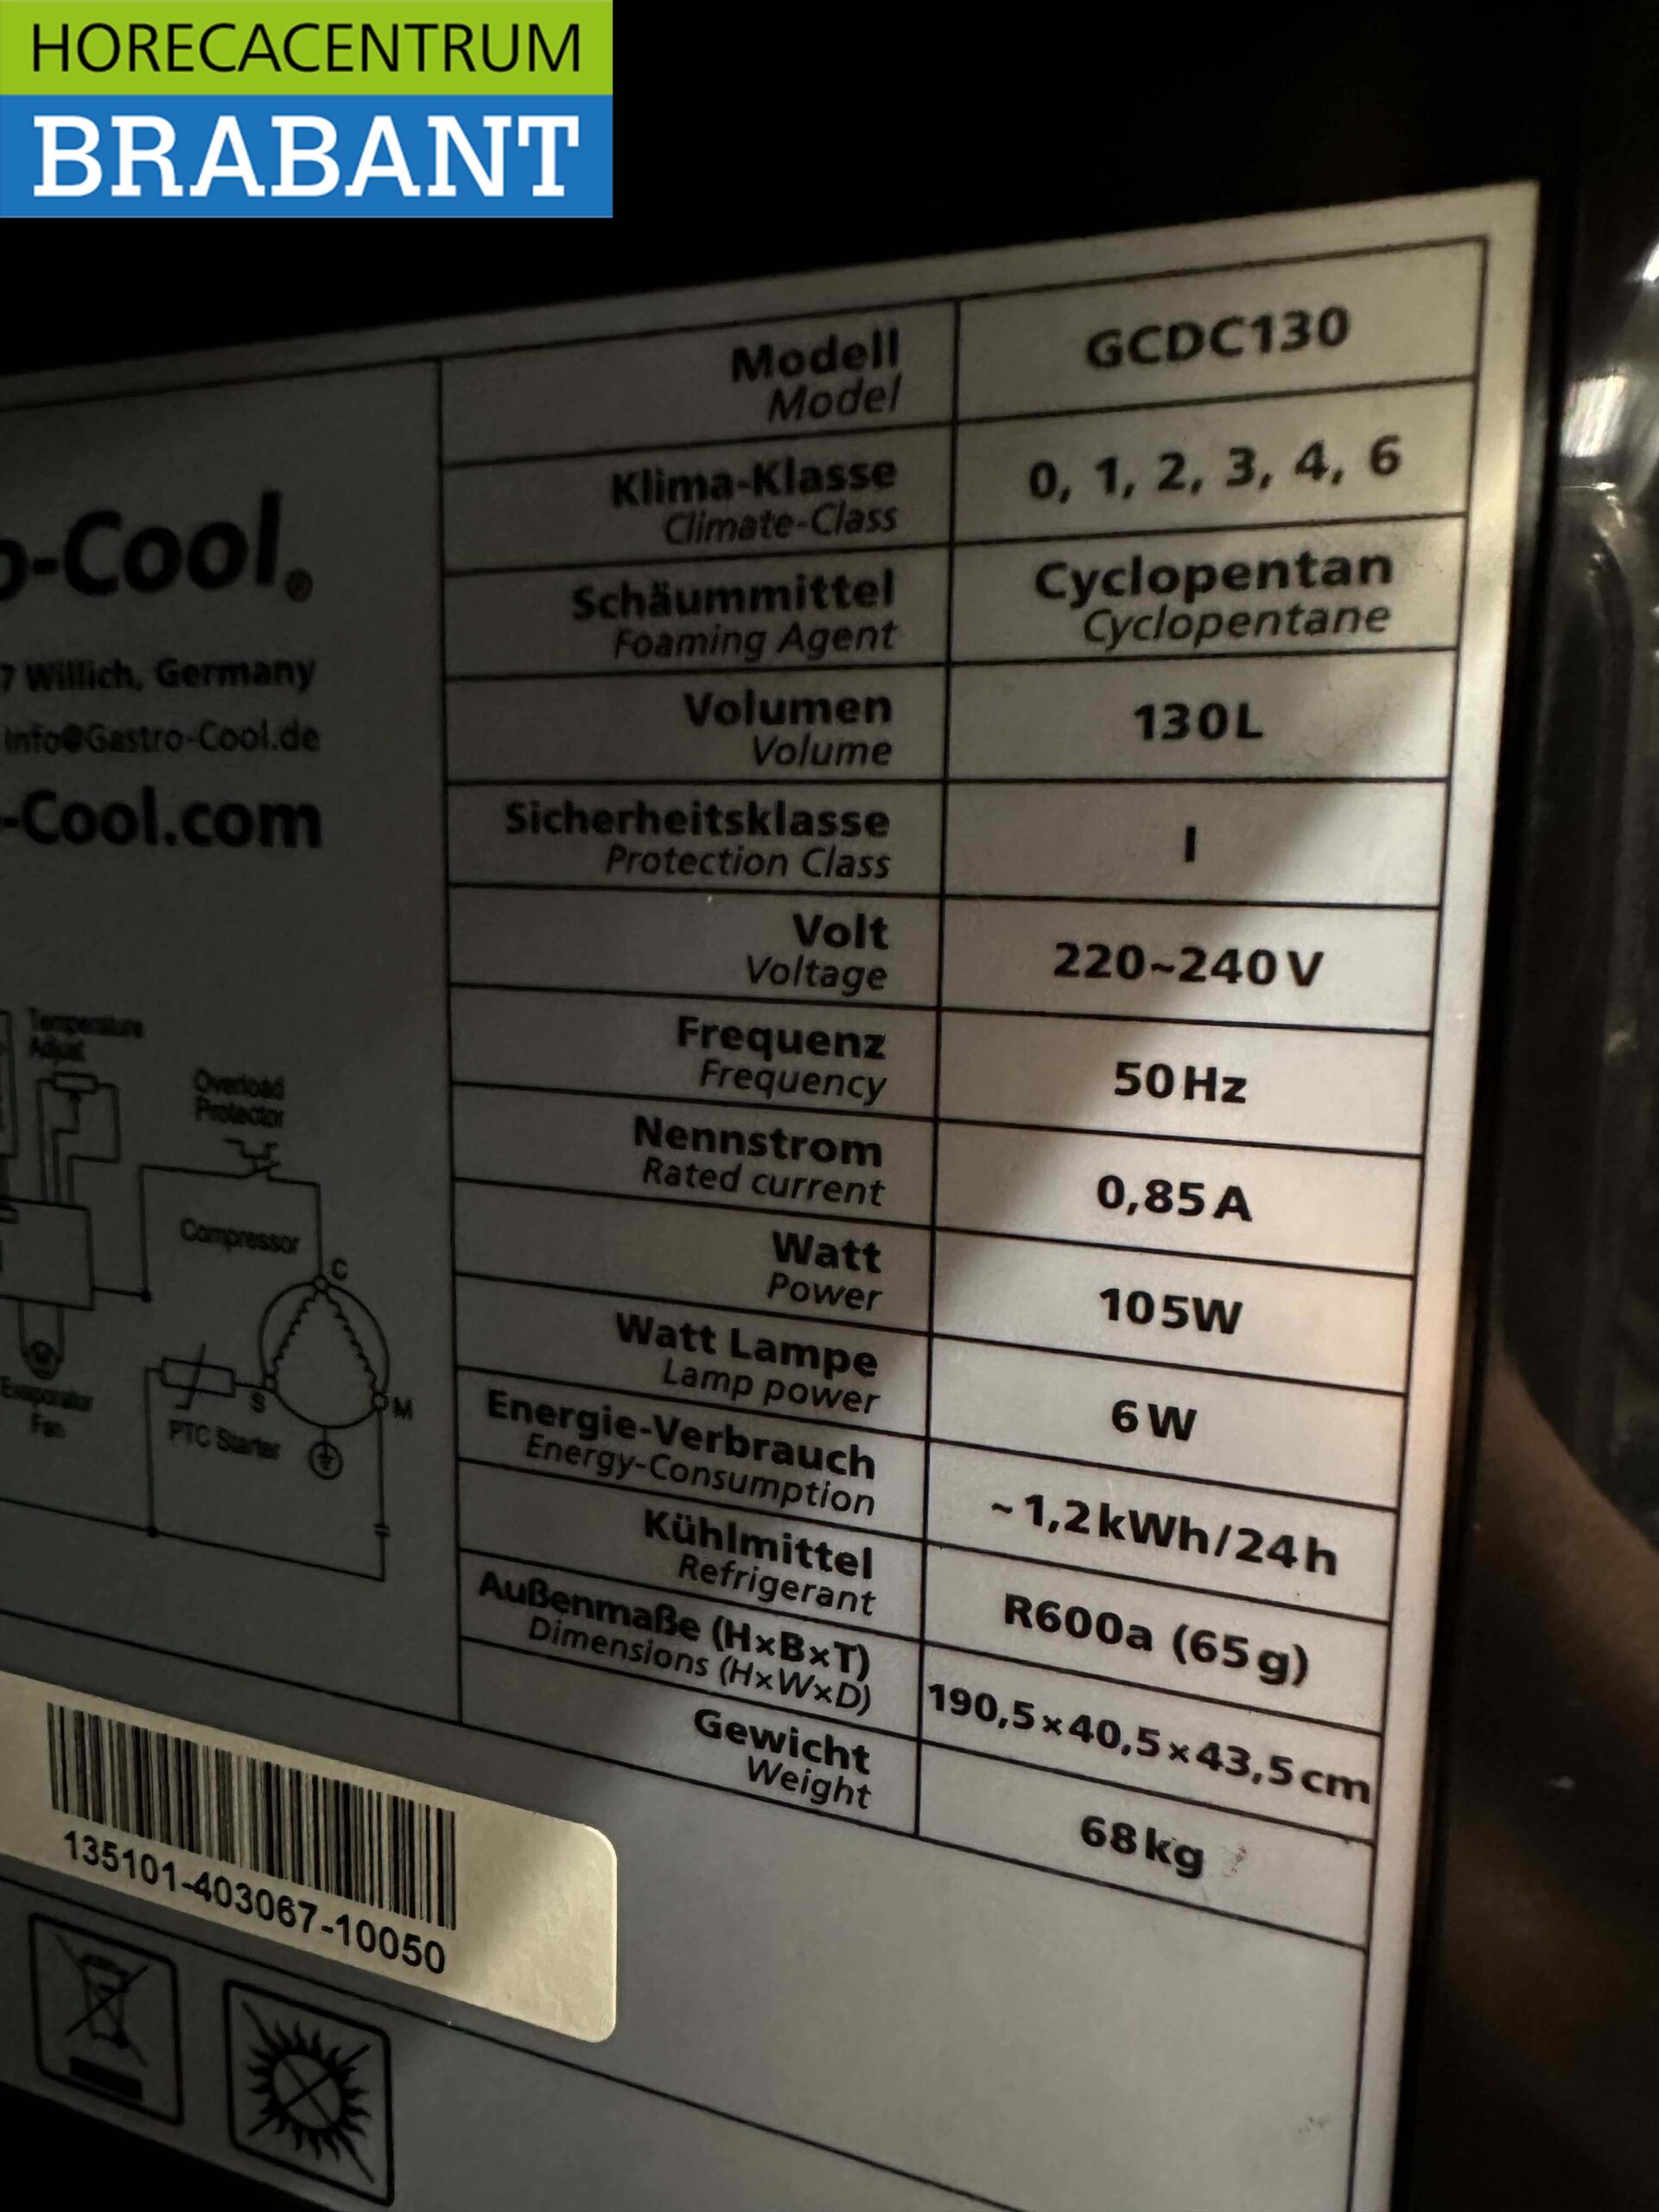 HORECACENTRUM
BRABANT
Modell
Model
GCDC130
Klima-Klasse
Climate-Class
0, 1, 2, 3, 4, 6
Schäummittel
Foaming Agent
Cyclopentan
Cyclopentane
Volumen
Volume
130L
Sicherheitsklasse
Protection Class
I
Volt
Voltage
220~240V
Frequenz
Frequency
50Hz
Nennstrom
Rated current
0,85A
Watt
Power
105W
Watt Lampe
Lamp power
6W
Energie-Verbrauch
Energy-Consumption
~1,2kWh/24h
Kühlmittel
Refrigerant
R600a (65g)
Außenmaße (H×B×T)
Dimensions (H×W×D)
190,5×40,5×43,5cm
Gewicht
Weight
68kg
o-Cool®
7 Willich, Germany
Info@Gastro-Cool.de
-Cool.com
Temperature
Adjust
Overload
Protector
Compressor
C
S
M
M
PTC Starter
Evaporator
Fan
135101-403067-10050